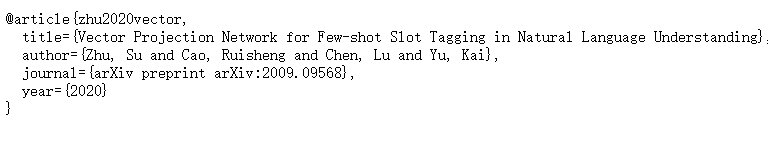 @article{zhu2020vector,
title={Vector Projection Network for Few-shot Slot Tagging in Natural Language Understanding},
author={Zhu, Su and Cao, Ruisheng and Chen, Lu and Yu, Kai},
journal={arXiv preprint arXiv:2009.09568},
year={2020}
}